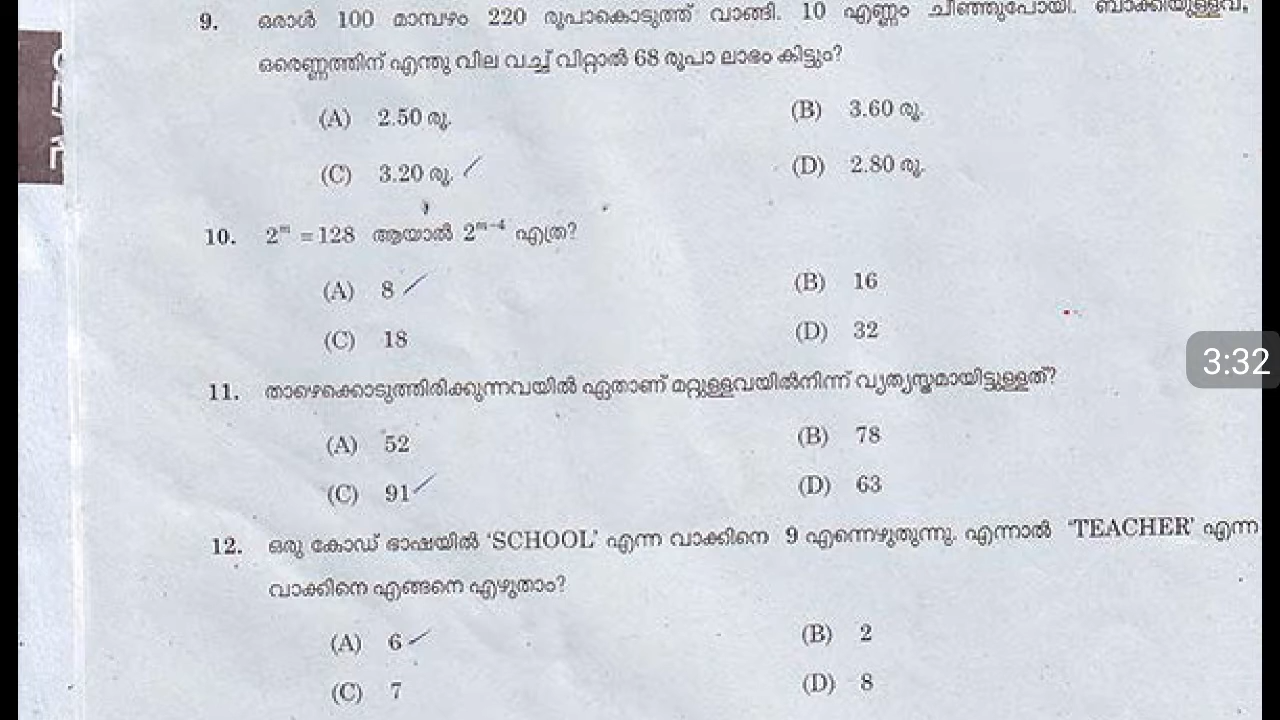 9. ഒരാൾ 100 മാമ്പഴം 220 രൂപാകൊടുത്ത് വാങ്ങി. 10 എണ്ണം ചീഞ്ഞുപോയി. ബാക്കിയുള്ളവ,
ഒരെണ്ണത്തിന് എന്തു വില വച്ച് വിറ്റാൽ 68 രൂപാ ലാഭം കിട്ടും?
(A) 2.50 രൂ. (B) 3.60 രൂ.
(C) 3.20 രൂ. (D) 2.80 രൂ.
10. 2ᵐ = 128 ആയാൽ 2ᵐ⁻⁴ എത്ര?
(A) 8 (B) 16
(C) 18 (D) 32
3:32
11. താഴെക്കൊടുത്തിരിക്കുന്നവയിൽ ഏതാണ് മറ്റുള്ളവയിൽനിന്ന് വ്യത്യസ്തമായിട്ടുള്ളത്?
(A) 52 (B) 78
(C) 91 (D) 63
12. ഒരു കോഡ് ഭാഷയിൽ ‘SCHOOL’ എന്ന വാക്കിനെ 9 എന്നെഴുതുന്നു. എന്നാൽ ‘TEACHER’ എന്ന
വാക്കിനെ എങ്ങനെ എഴുതാം?
(A) 6 (B) 2
(C) 7 (D) 8